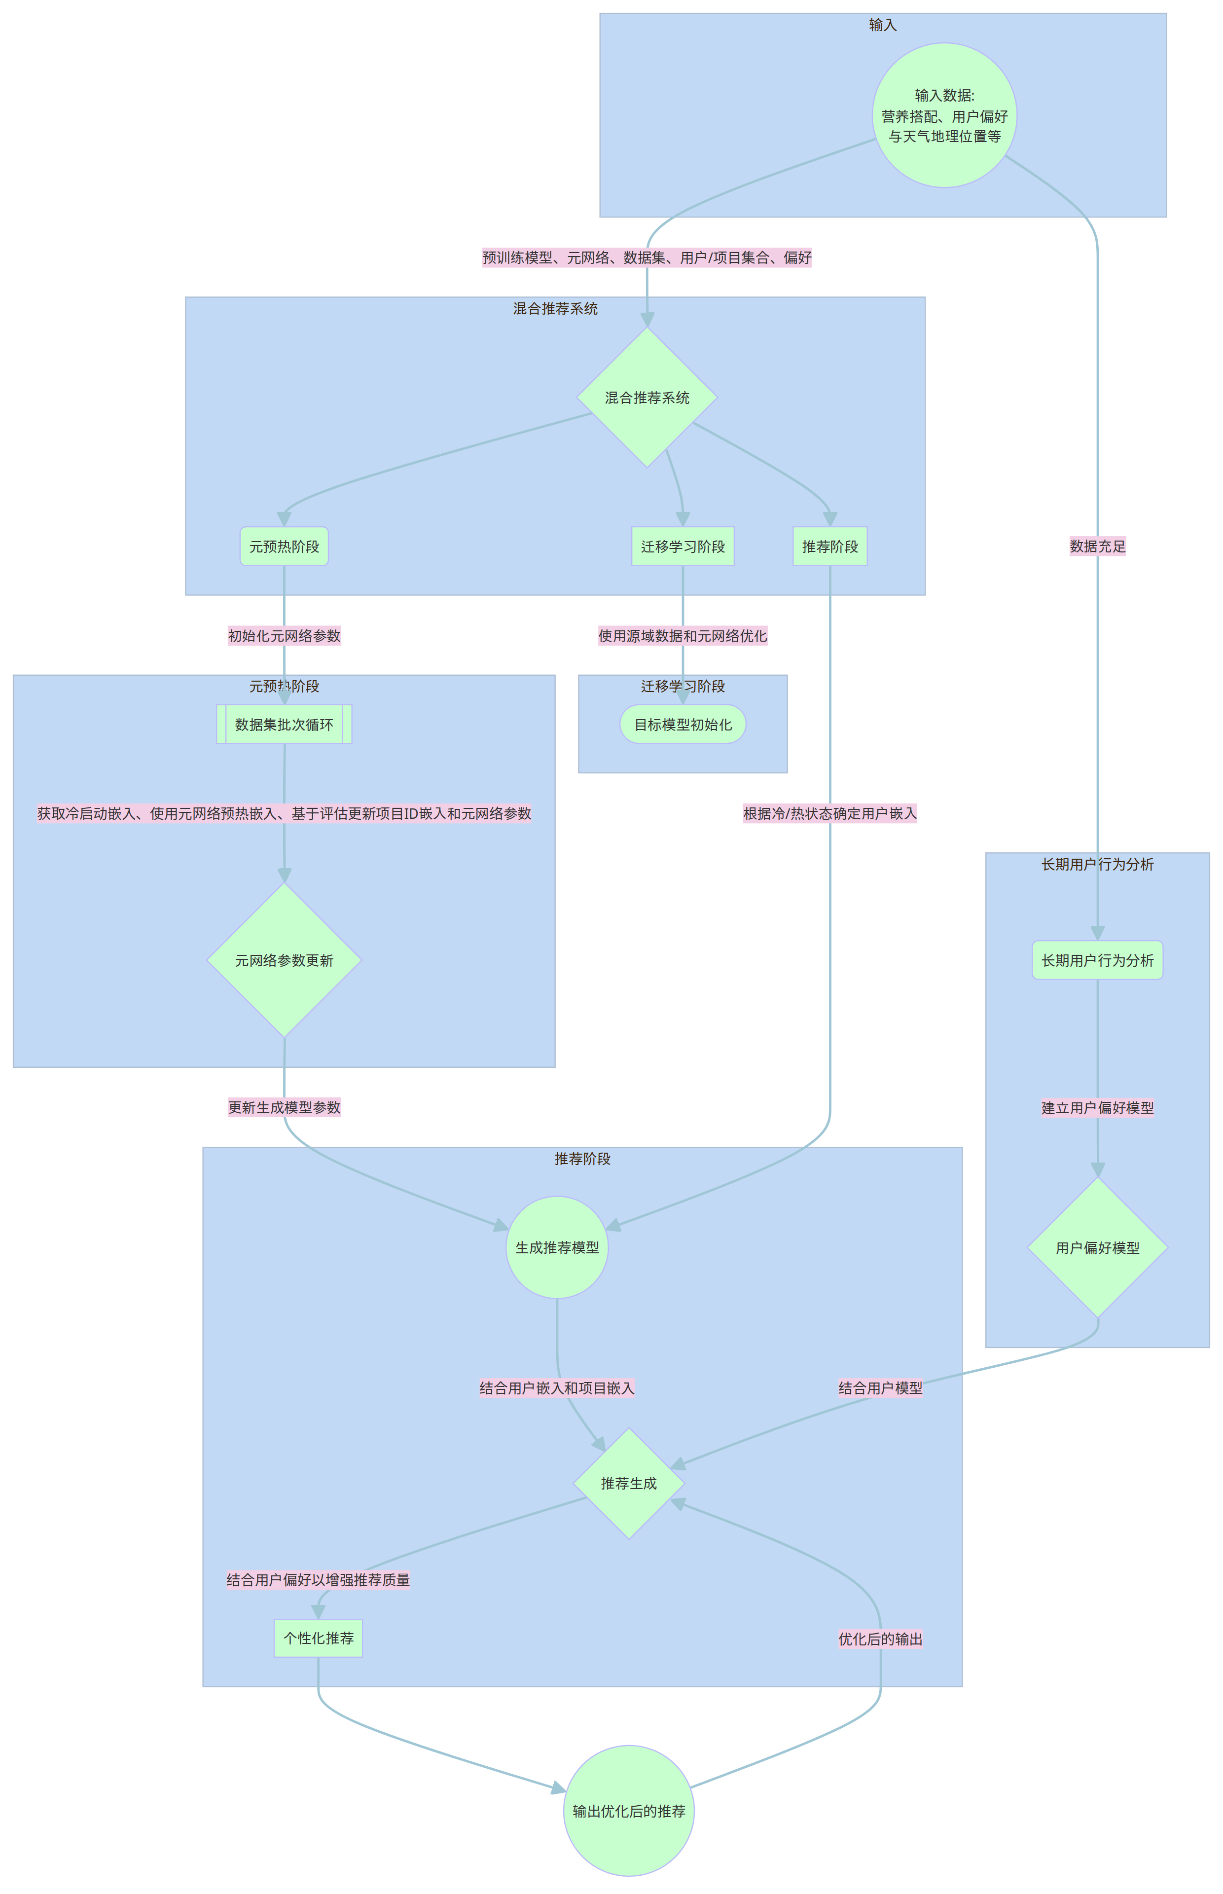 输入
输入数据:
营养搭配、用户偏好
与天气地理位置等
预训练模型、元网络、数据集、用户/项目集合、偏好
混合推荐系统
混合推荐系统
元预热阶段
迁移学习阶段
推荐阶段
数据充足
初始化元网络参数
使用源域数据和元网络优化
元预热阶段
迁移学习阶段
数据集批次循环
目标模型初始化
获取冷启动嵌入、使用元网络预热嵌入、基于评估更新项目ID嵌入和元网络参数
根据冷/热状态确定用户嵌入
长期用户行为分析
元网络参数更新
长期用户行为分析
更新生成模型参数
建立用户偏好模型
推荐阶段
生成推荐模型
用户偏好模型
结合用户嵌入和项目嵌入
结合用户模型
推荐生成
结合用户偏好以增强推荐质量
个性化推荐
优化后的输出
输出优化后的推荐